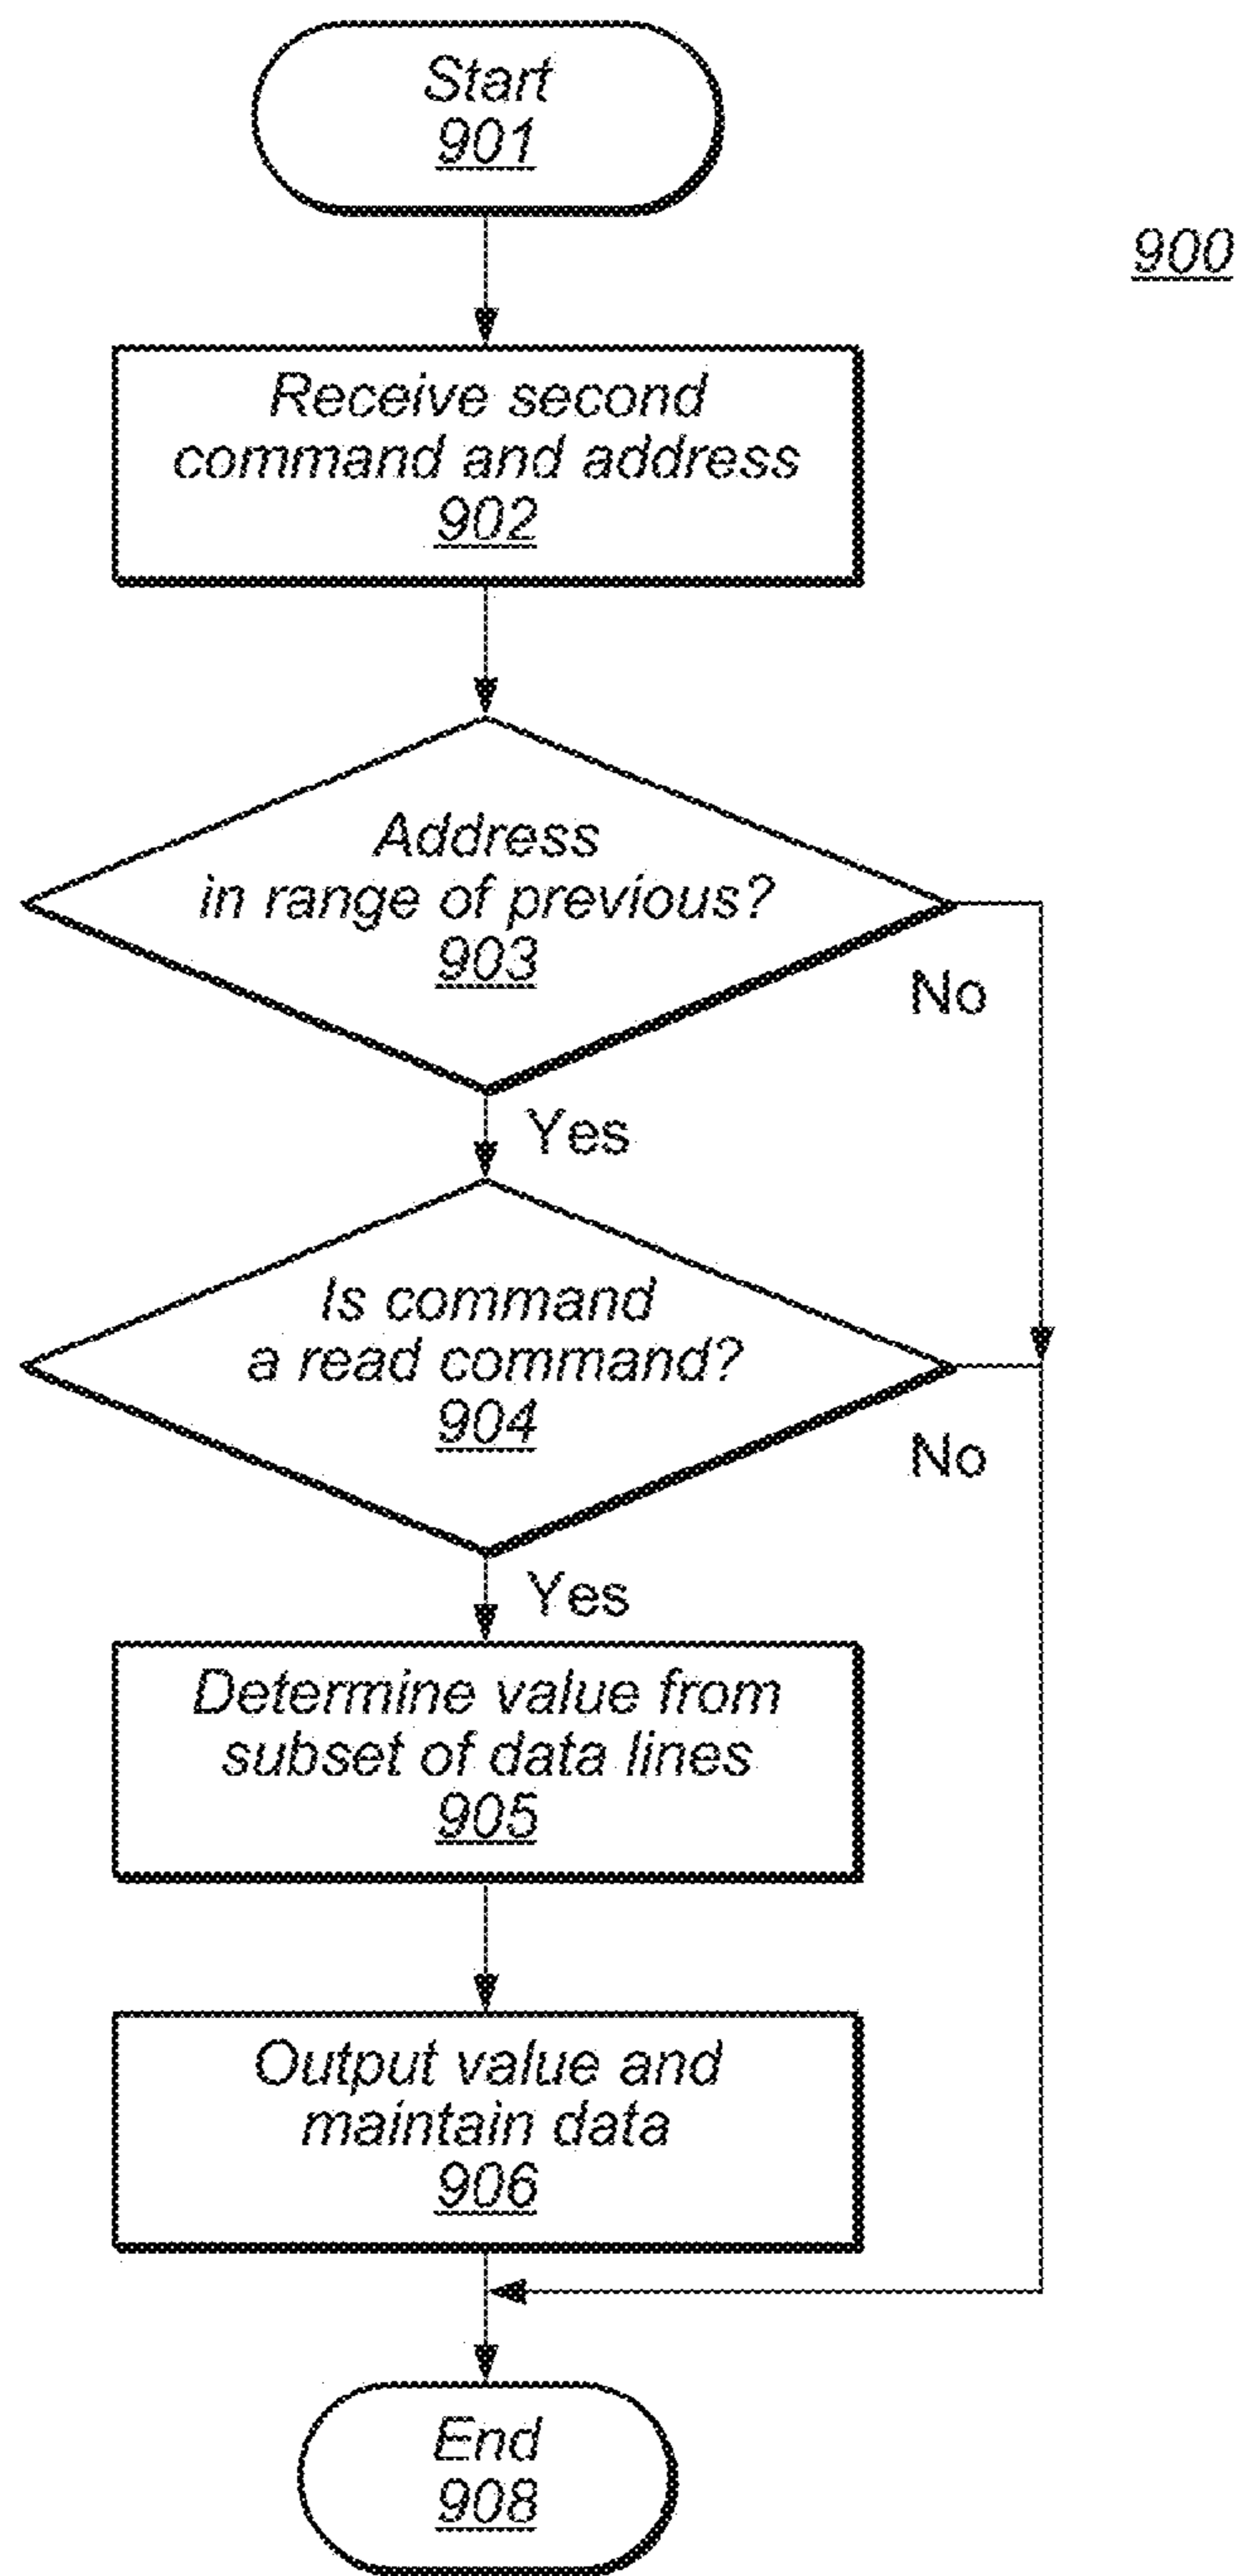 Start
901
900
Receive second
command and address
902
Address
in range of previous?
903
No
Yes
Is command
a read command?
904
No
Yes
Determine value from
subset of data lines
905
Output value and
maintain data
906
End
908